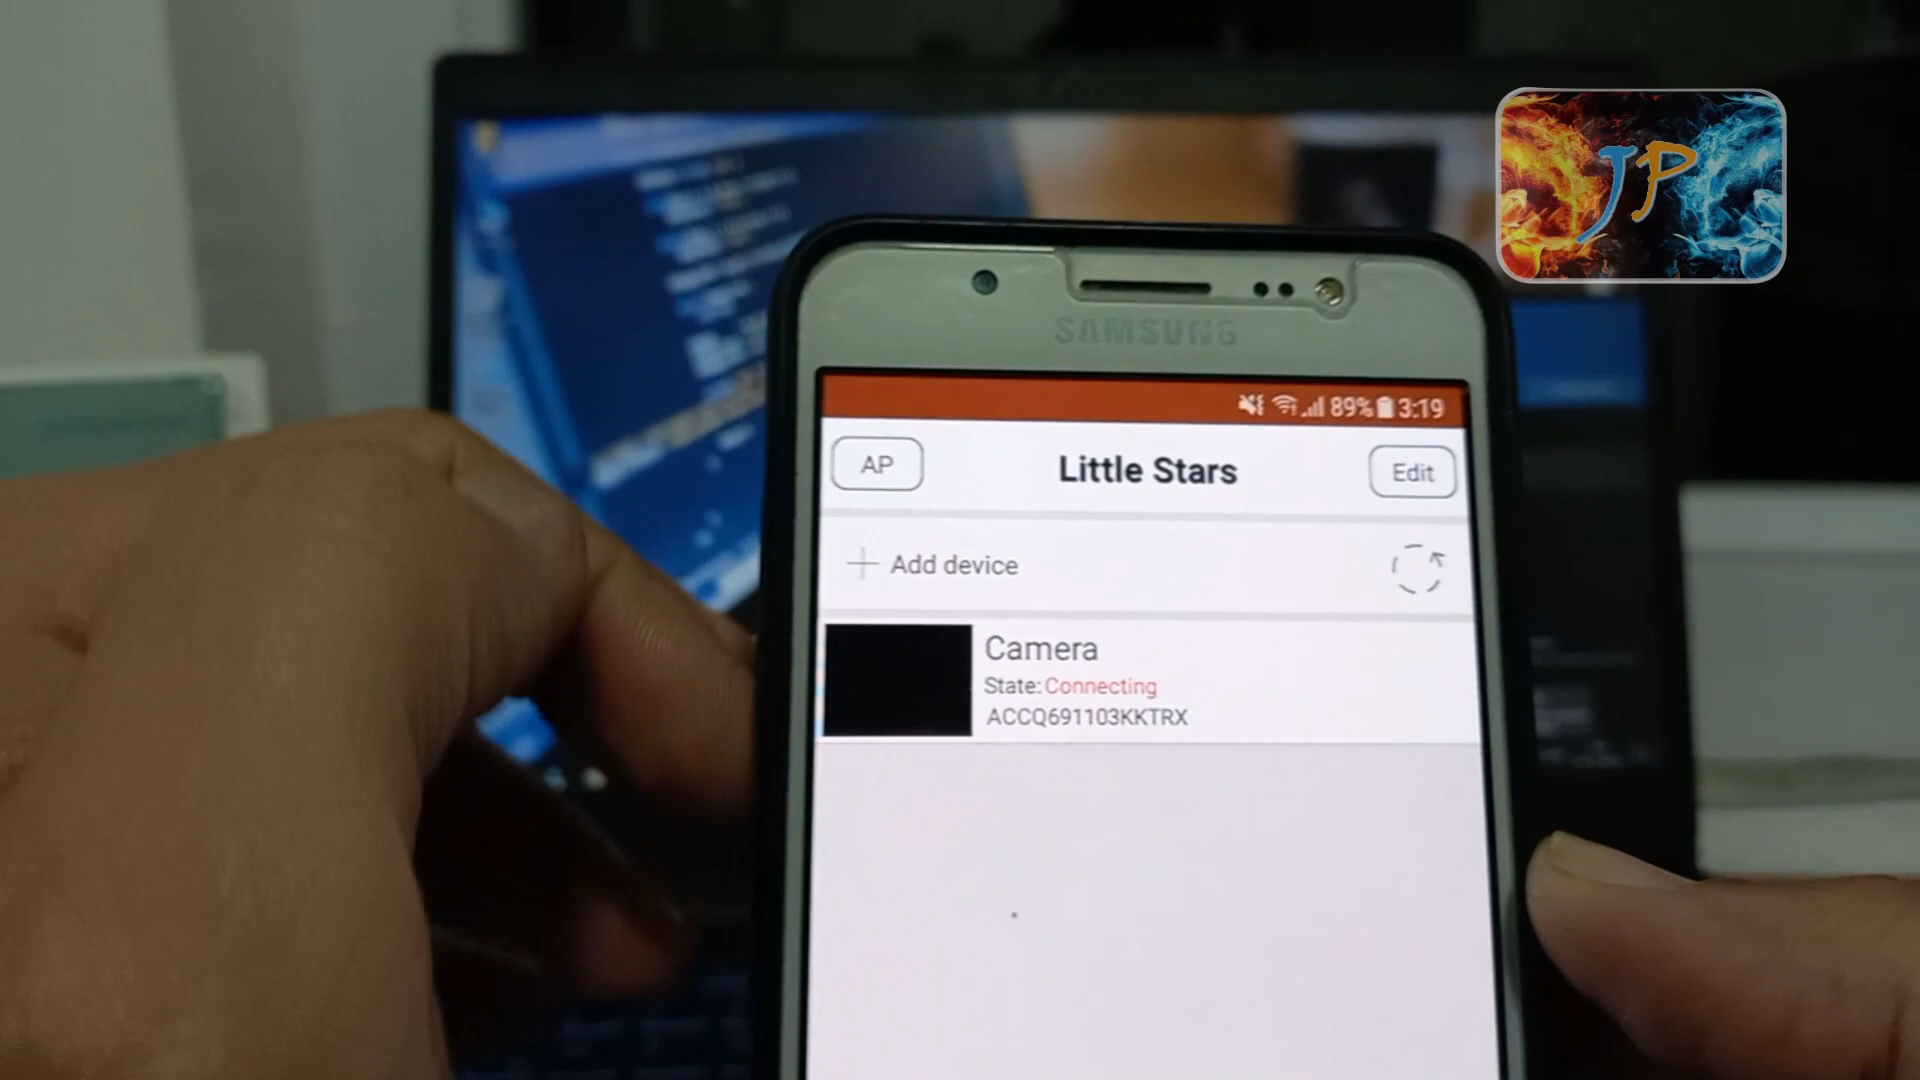 JP
SAMSUNG
89% 3:19
AP
Little Stars
Edit
Add device
Camera
State: Connecting
ACCQ691103KKTRX